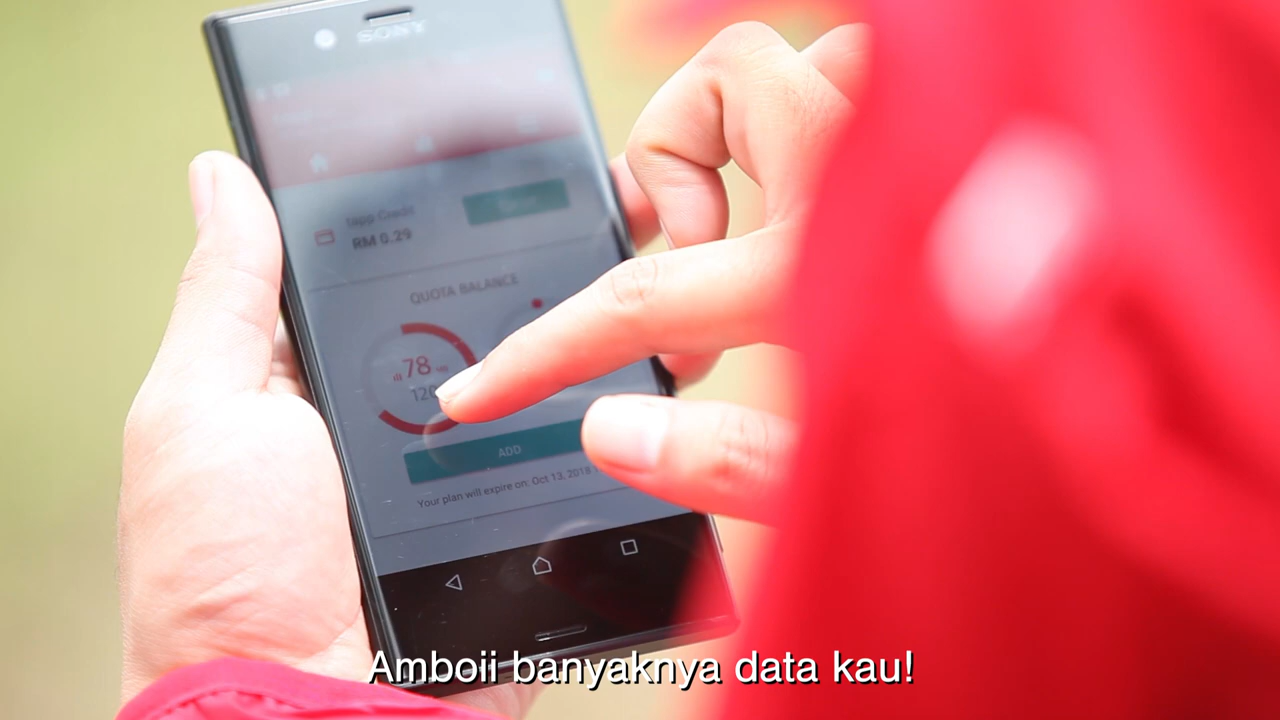 SONY
RM 0.29
QUOTA BALANCE
78
120
ADD
Your plan will expire on: Oct 13, 2018
Amboii banyaknya data kau!